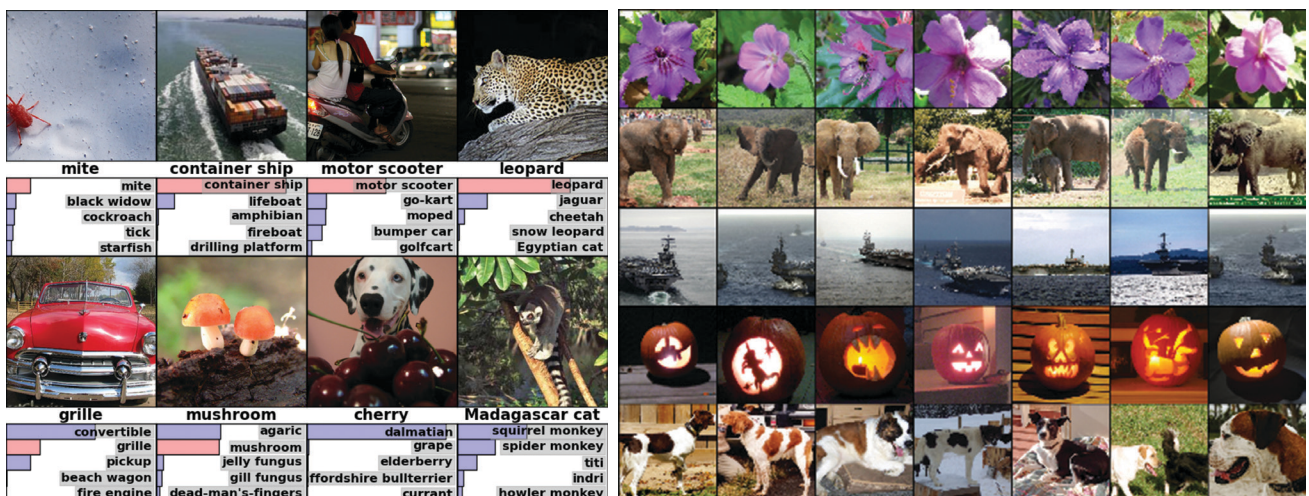 mite container ship motor scooter leopard
mite container ship motor scooter leopard
black widow lifeboat go-kart jaguar
cockroach amphibian moped cheetah
tick fireboat bumper car snow leopard
starfish drilling platform golfcart Egyptian cat
grille mushroom cherry Madagascar cat
convertible agaric dalmatian squirrel monkey
grille mushroom grape spider monkey
pickup jelly fungus elderberry titi
beach wagon gill fungus ffordshire bullterrier indri
fire engine dead-man's-fingers currant howler monkey